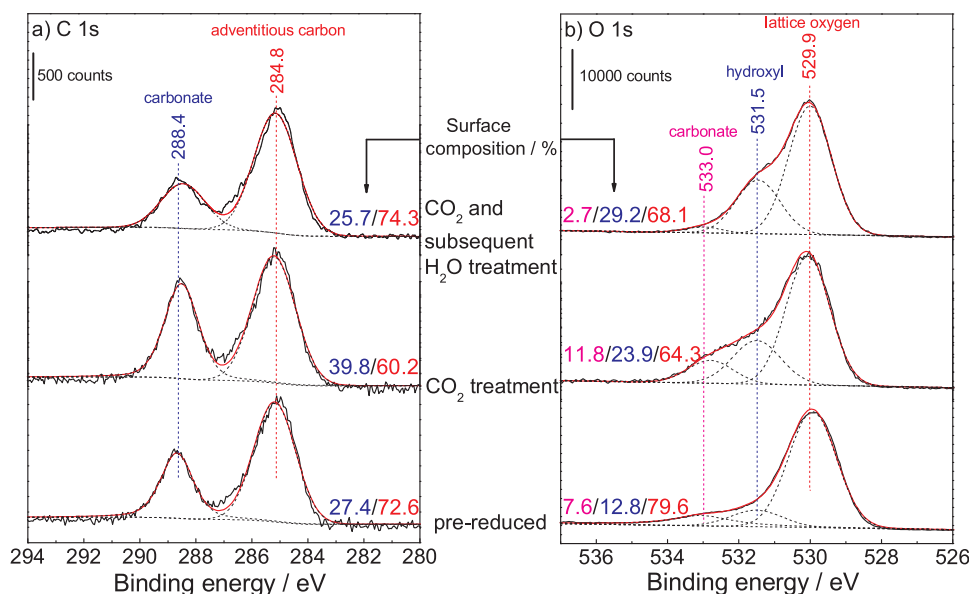 a) C 1s
500 counts
adventitious carbon
284.8
carbonate
288.4
Surface
composition / %
b) O 1s
10000 counts
lattice oxygen
529.9
hydroxyl
531.5
carbonate
533.0
25.7/74.3
CO2 and
subsequent
H2O treatment
2.7/29.2/68.1
39.8/60.2
CO2 treatment
11.8/23.9/64.3
27.4/72.6
pre-reduced
7.6/12.8/79.6
294 292 290 288 286 284 282 280
Binding energy / eV
536 534 532 530 528 526
Binding energy / eV